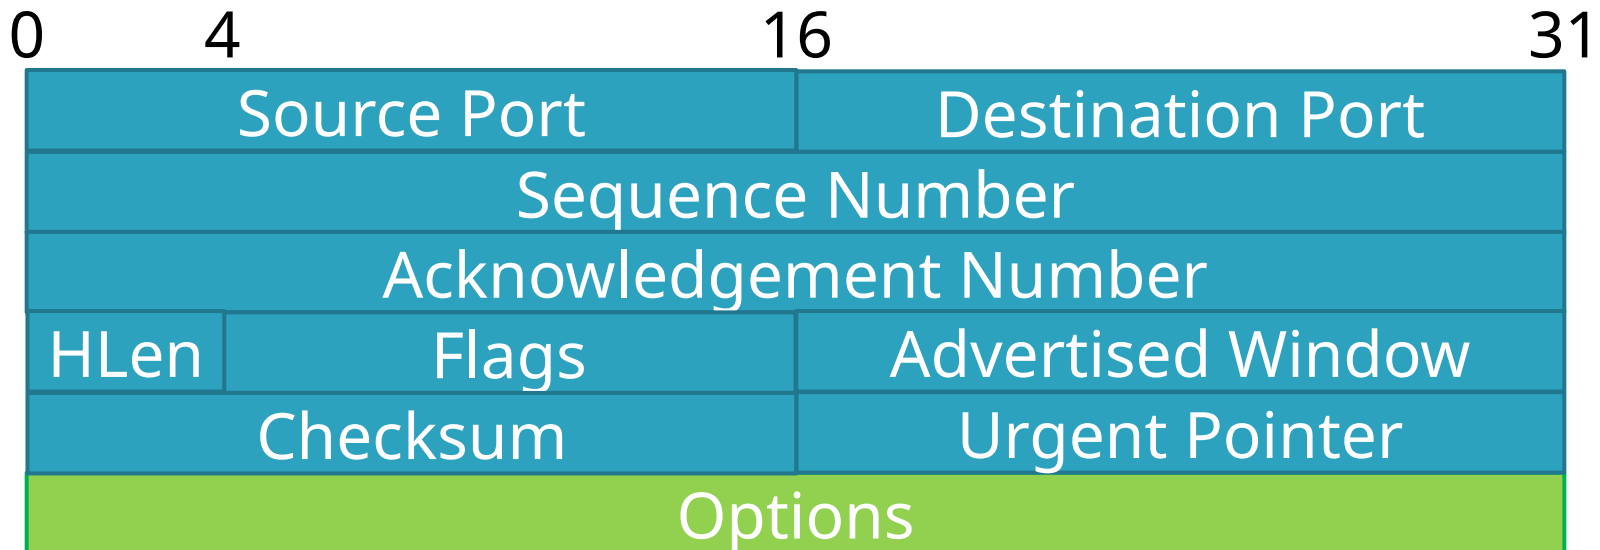 0 4 16 31
Source Port Destination Port
Sequence Number
Acknowledgement Number
HLen Flags Advertised Window
Checksum Urgent Pointer
Options